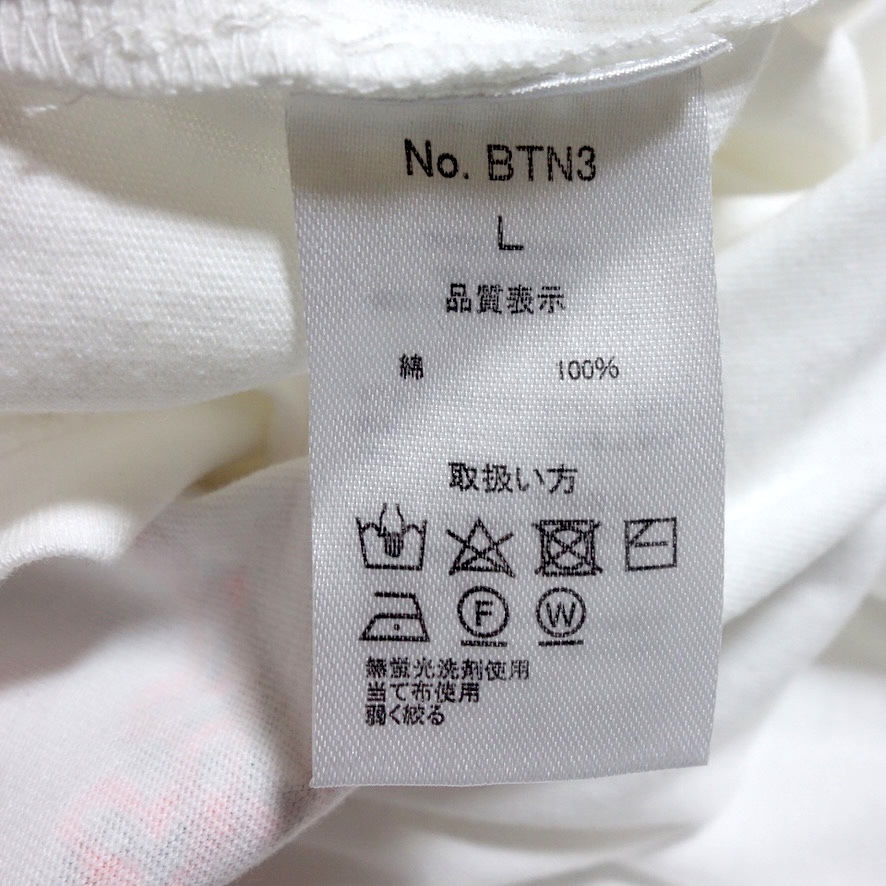 No. BTN3
L
品質表示
綿 100%
取扱い方
F W
無蛍光洗剤使用
当て布使用
弱く絞る